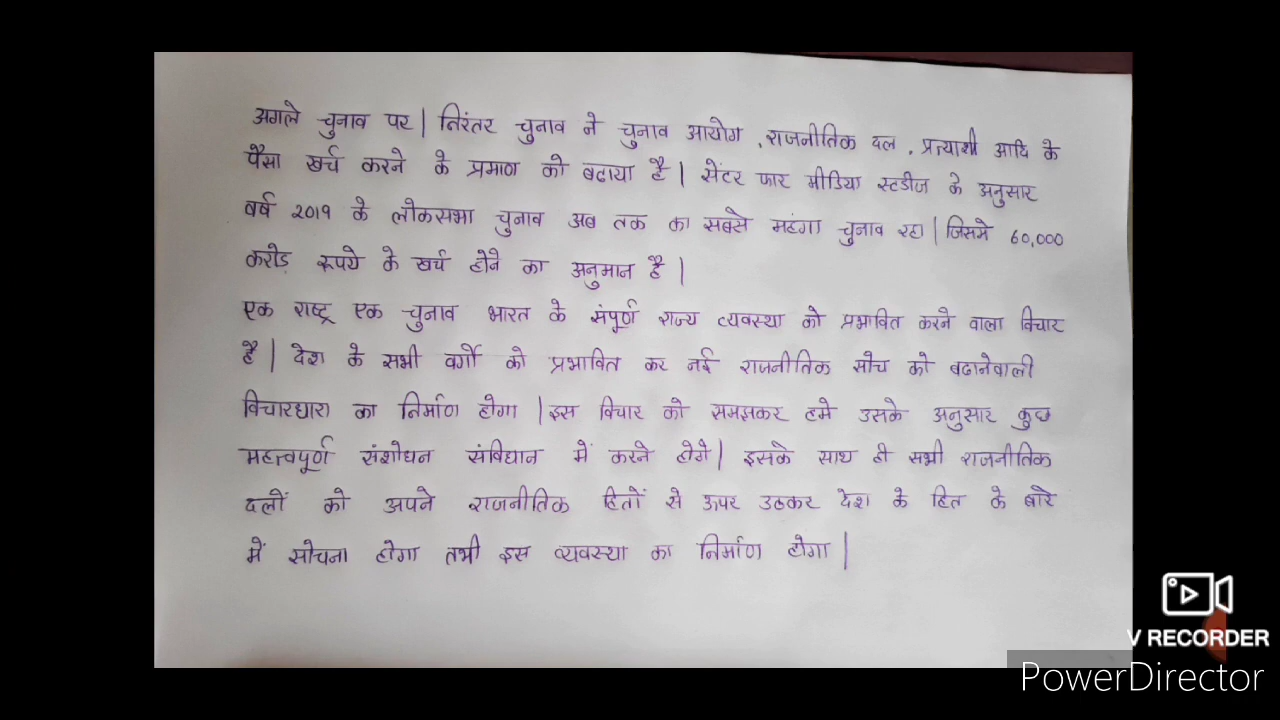 अगले चुनाव पर | निरंतर चुनाव ने चुनाव आयोग , राजनीतिक दल , प्रत्याशी आदि के
पैसा खर्च करने के प्रमाण को बढाया है | सेंटर फार मीडिया स्टडीज के अनुसार
वर्ष २०१९ के लोकसभा चुनाव अब तक का सबसे महंगा चुनाव रहा | जिसमे ६०,०००
करोड़ रूपये के खर्च होने का अनुमान है |
एक राष्ट्र एक चुनाव भारत के संपूर्ण राज्य व्यवस्था को प्रभावित करने वाला विचार
है | देश के सभी वर्गो को प्रभावित कर नई राजनीतिक सोच को बढानेवाली
विचारधारा का निर्माण होगा | इस विचार को समझकर हमे उसके अनुसार कुछ
महत्वपूर्ण संशोधन संविधान में करने होगे | इसके साथ ही सभी राजनीतिक
दलों को अपने राजनीतिक हितों से ऊपर उठकर देश के हित के बारे
में सोचना होगा तभी इस व्यवस्था का निर्माण होगा |
V RECORDER
PowerDirector